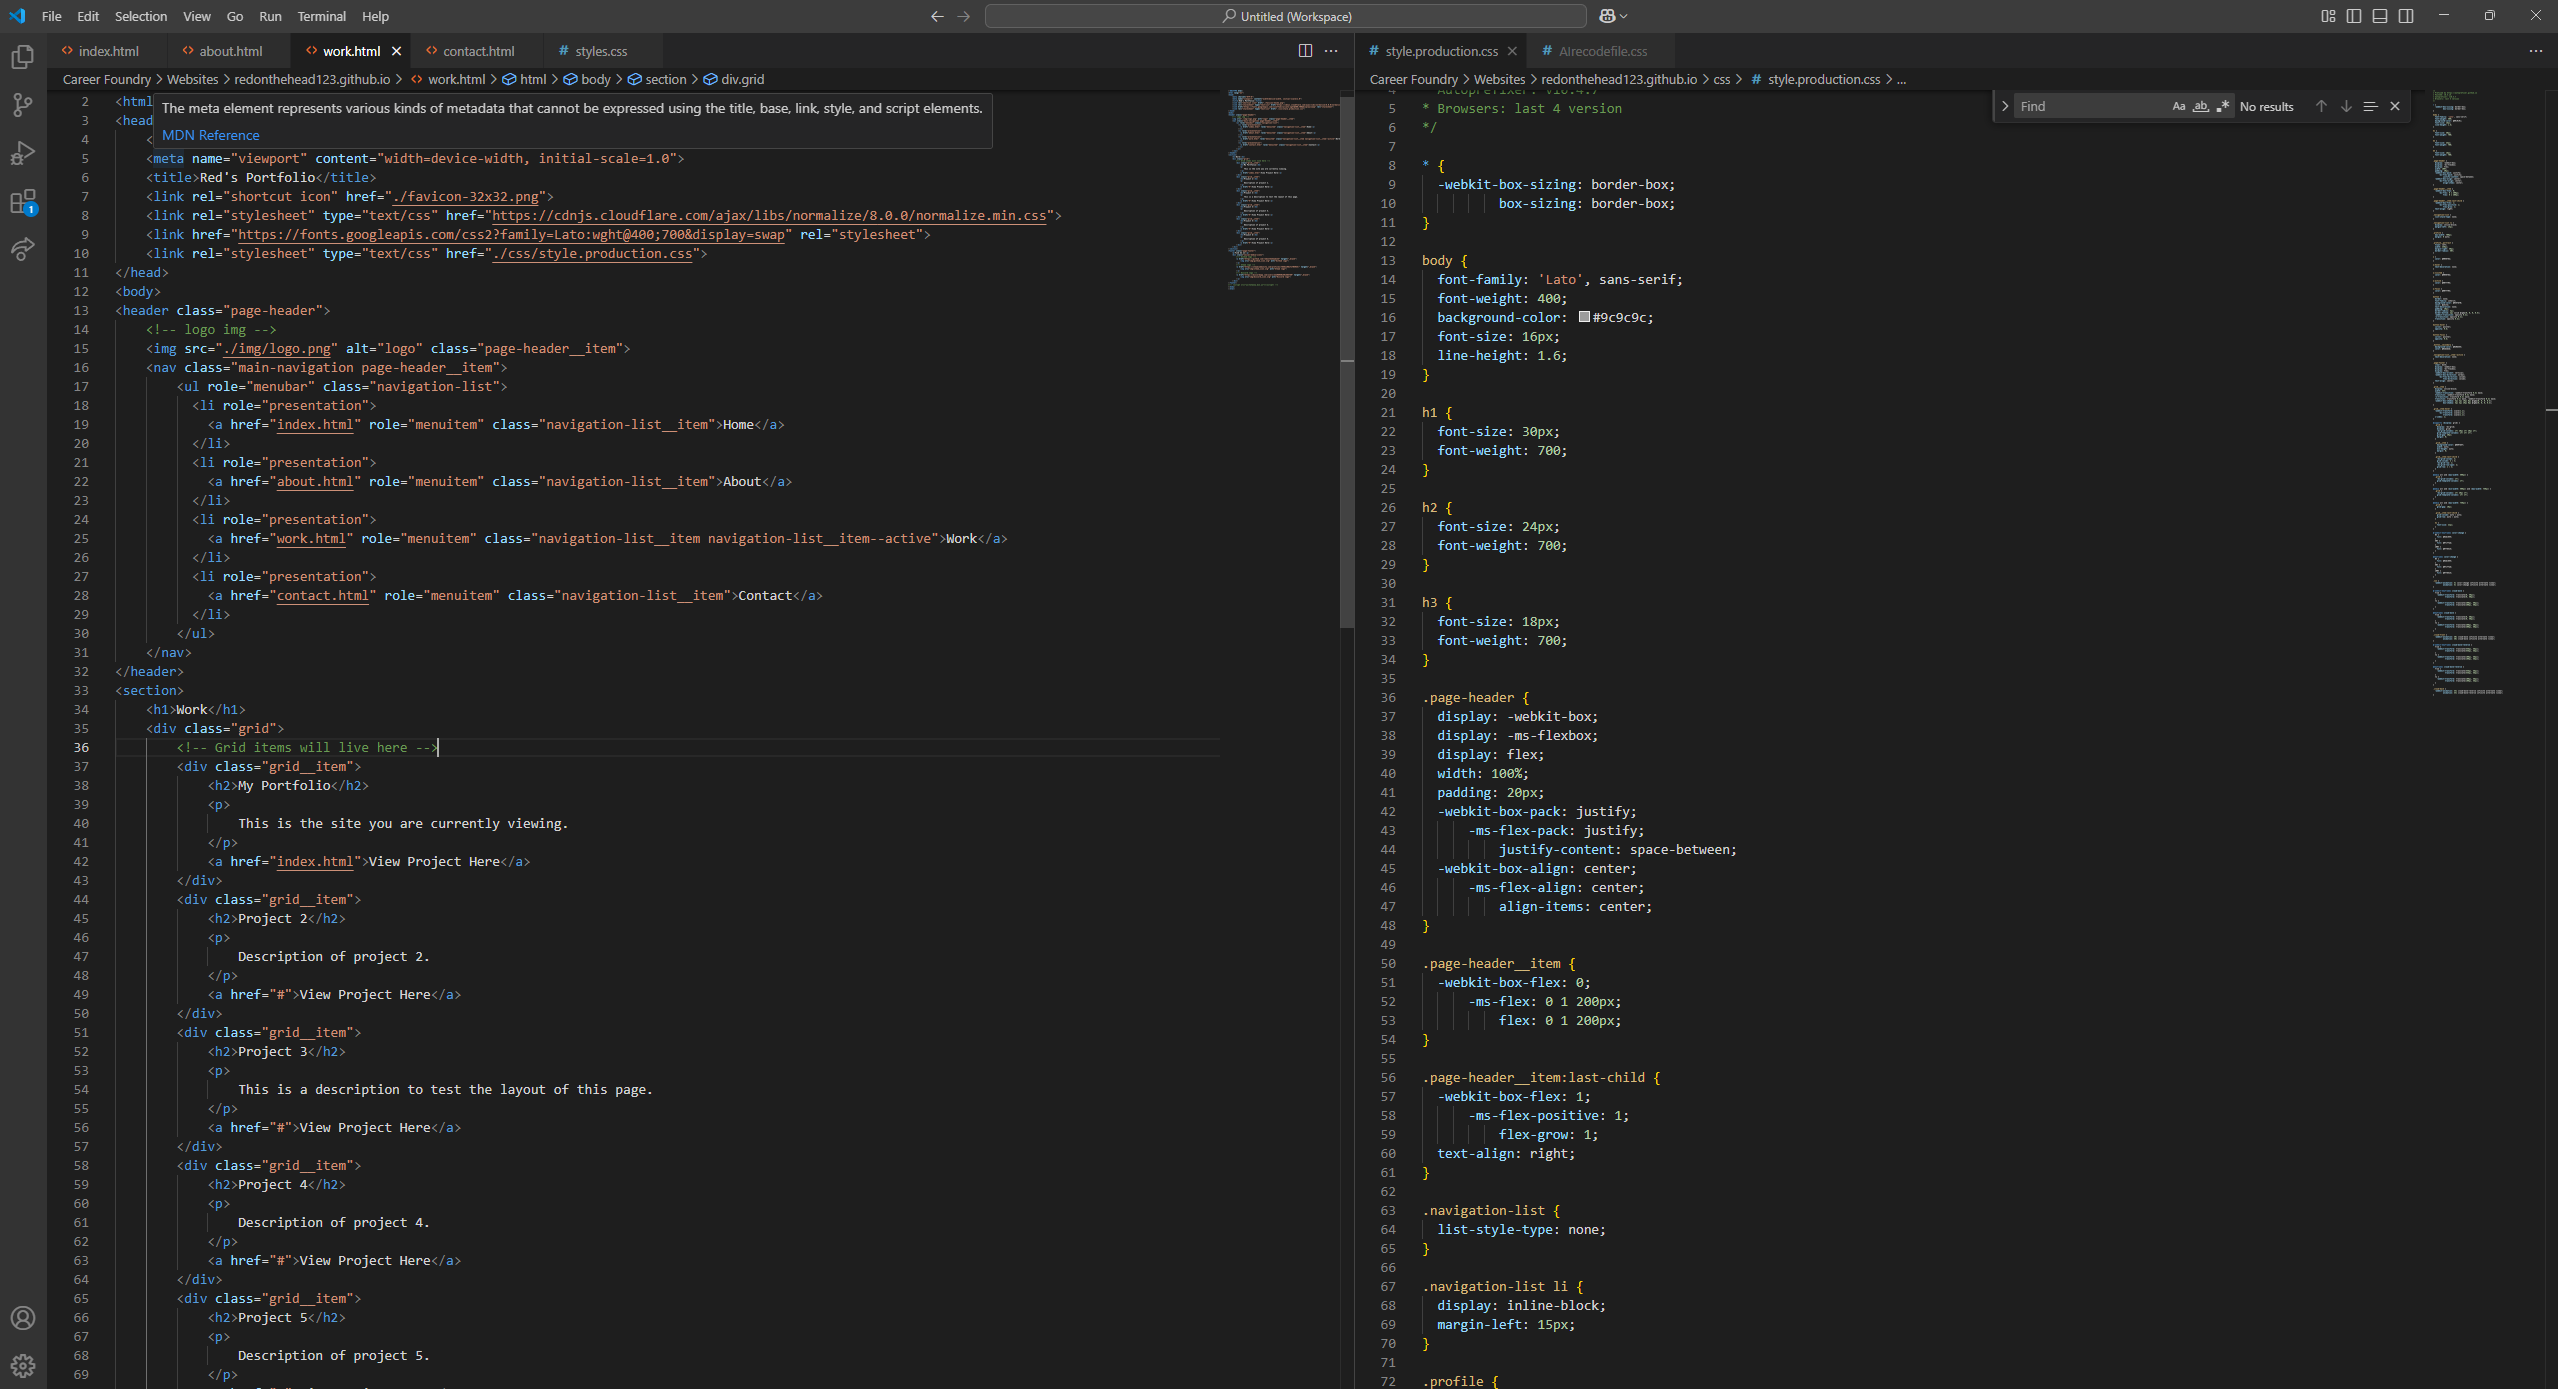 File Edit Selection View Go Run Terminal Help
Untitled (Workspace)
index.html about.html work.html contact.html styles.css
Career Foundry > Websites > redonthehead123.github.io > work.html > html > body > section > div.grid
The meta element represents various kinds of metadata that cannot be expressed using the title, base, link, style, and script elements.
MDN Reference
2 <html
3 <head
4 <
5 <meta name="viewport" content="width=device-width, initial-scale=1.0">
6 <title>Red's Portfolio</title>
7 <link rel="shortcut icon" href="./favicon-32x32.png">
8 <link rel="stylesheet" type="text/css" href="https://cdnjs.cloudflare.com/ajax/libs/normalize/8.0.0/normalize.min.css">
9 <link href="https://fonts.googleapis.com/css2?family=Lato:wght@400;700&display=swap" rel="stylesheet">
10 <link rel="stylesheet" type="text/css" href="./css/style.production.css">
11 </head>
12 <body>
13 <header class="page-header">
14 <!-- logo img -->
15 <img src="./img/logo.png" alt="logo" class="page-header__item">
16 <nav class="main-navigation page-header__item">
17 <ul role="menubar" class="navigation-list">
18 <li role="presentation">
19 <a href="index.html" role="menuitem" class="navigation-list__item">Home</a>
20 </li>
21 <li role="presentation">
22 <a href="about.html" role="menuitem" class="navigation-list__item">About</a>
23 </li>
24 <li role="presentation">
25 <a href="work.html" role="menuitem" class="navigation-list__item navigation-list__item--active">Work</a>
26 </li>
27 <li role="presentation">
28 <a href="contact.html" role="menuitem" class="navigation-list__item">Contact</a>
29 </li>
30 </ul>
31 </nav>
32 </header>
33 <section>
34 <h1>Work</h1>
35 <div class="grid">
36 <!-- Grid items will live here -->
37 <div class="grid__item">
38 <h2>My Portfolio</h2>
39 <p>
40 This is the site you are currently viewing.
41 </p>
42 <a href="index.html">View Project Here</a>
43 </div>
44 <div class="grid__item">
45 <h2>Project 2</h2>
46 <p>
47 Description of project 2.
48 </p>
49 <a href="#">View Project Here</a>
50 </div>
51 <div class="grid__item">
52 <h2>Project 3</h2>
53 <p>
54 This is a description to test the layout of this page.
55 </p>
56 <a href="#">View Project Here</a>
57 </div>
58 <div class="grid__item">
59 <h2>Project 4</h2>
60 <p>
61 Description of project 4.
62 </p>
63 <a href="#">View Project Here</a>
64 </div>
65 <div class="grid__item">
66 <h2>Project 5</h2>
67 <p>
68 Description of project 5.
69 </p>
1
style.production.css AIrecodefile.css
Career Foundry > Websites > redonthehead123.github.io > css > # style.production.css > ...
Find Aa ab .* No results
4 * Autoprefixer: v10.4.7
5 * Browsers: last 4 version
6 */
7
8 * {
9 -webkit-box-sizing: border-box;
10 box-sizing: border-box;
11 }
12
13 body {
14 font-family: 'Lato', sans-serif;
15 font-weight: 400;
16 background-color: #9c9c9c;
17 font-size: 16px;
18 line-height: 1.6;
19 }
20
21 h1 {
22 font-size: 30px;
23 font-weight: 700;
24 }
25
26 h2 {
27 font-size: 24px;
28 font-weight: 700;
29 }
30
31 h3 {
32 font-size: 18px;
33 font-weight: 700;
34 }
35
36 .page-header {
37 display: -webkit-box;
38 display: -ms-flexbox;
39 display: flex;
40 width: 100%;
41 padding: 20px;
42 -webkit-box-pack: justify;
43 -ms-flex-pack: justify;
44 justify-content: space-between;
45 -webkit-box-align: center;
46 -ms-flex-align: center;
47 align-items: center;
48 }
49
50 .page-header__item {
51 -webkit-box-flex: 0;
52 -ms-flex: 0 1 200px;
53 flex: 0 1 200px;
54 }
55
56 .page-header__item:last-child {
57 -webkit-box-flex: 1;
58 -ms-flex-positive: 1;
59 flex-grow: 1;
60 text-align: right;
61 }
62
63 .navigation-list {
64 list-style-type: none;
65 }
66
67 .navigation-list li {
68 display: inline-block;
69 margin-left: 15px;
70 }
71
72 .profile {